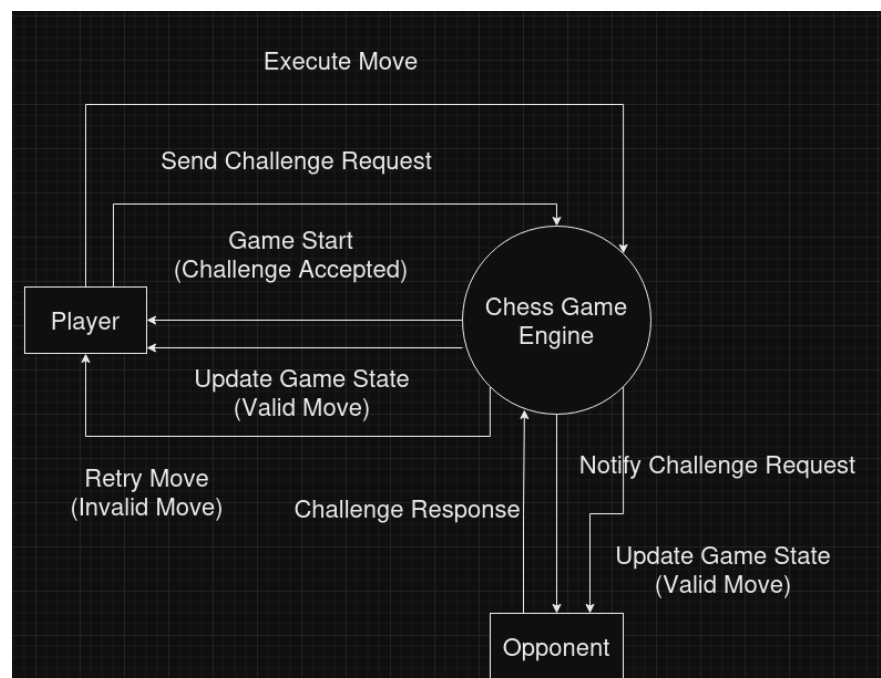 Execute Move
Send Challenge Request
Game Start
(Challenge Accepted)
Player
Chess Game
Engine
Update Game State
(Valid Move)
Retry Move
(Invalid Move)
Notify Challenge Request
Challenge Response
Update Game State
(Valid Move)
Opponent